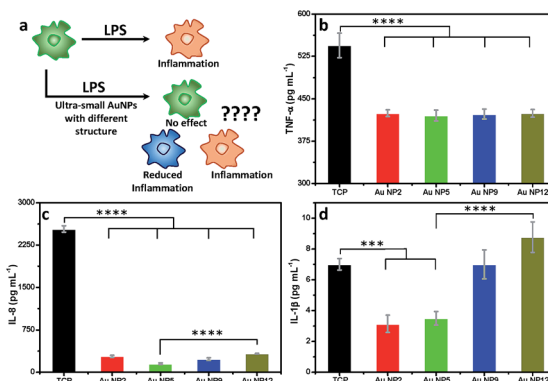 a
LPS
Inflammation
LPS
Ultra-small AuNPs
with different
structure
No effect
????
Reduced
Inflammation
Inflammation
b
****
TNF-α (pg mL⁻¹)
600
525
450
375
300
TCP Au NP2 Au NP5 Au NP9 Au NP12
c
****
****
IL-8 (pg mL⁻¹)
3000
2250
1500
750
0
TCP Au NP2 Au NP5 Au NP9 Au NP12
d
****
***
IL-1β (pg mL⁻¹)
10
8
6
4
2
0
TCP Au NP2 Au NP5 Au NP9 Au NP12